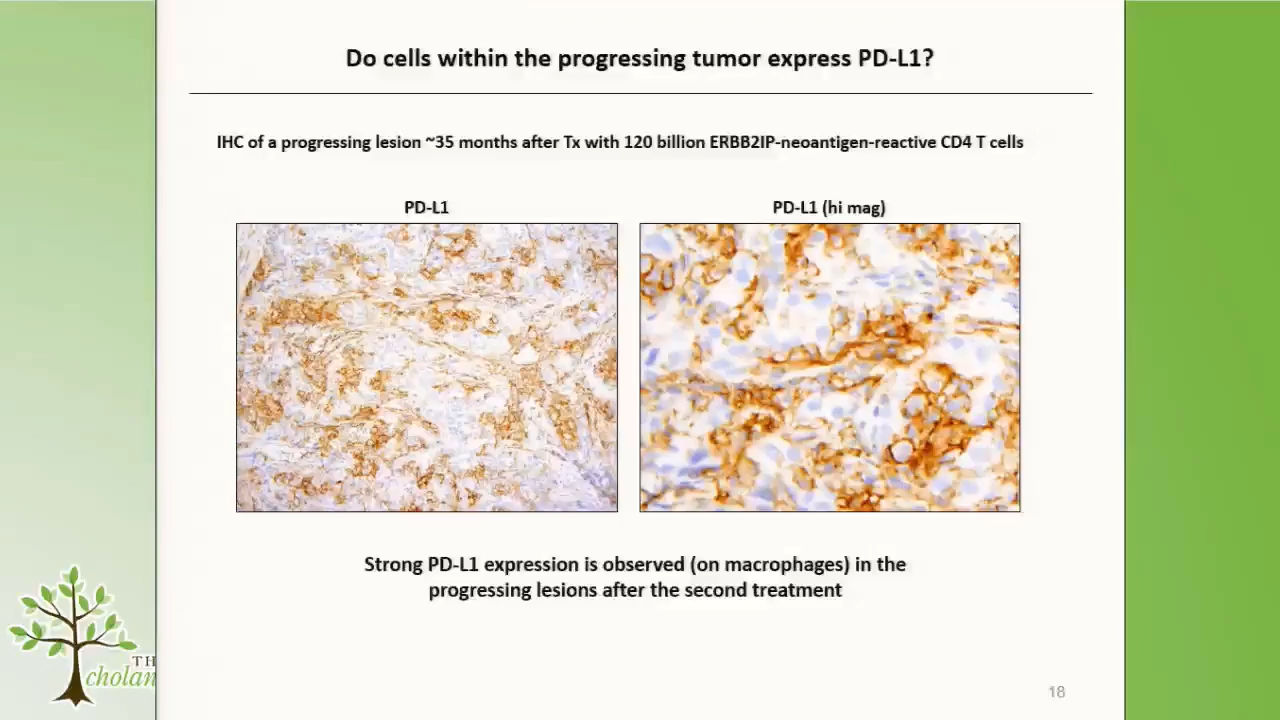 Do cells within the progressing tumor express PD-L1?
IHC of a progressing lesion ~35 months after Tx with 120 billion ERBB2IP-neoantigen-reactive CD4 T cells
PD-L1
PD-L1 (hi mag)
Strong PD-L1 expression is observed (on macrophages) in the
progressing lesions after the second treatment
TH
cholan
18